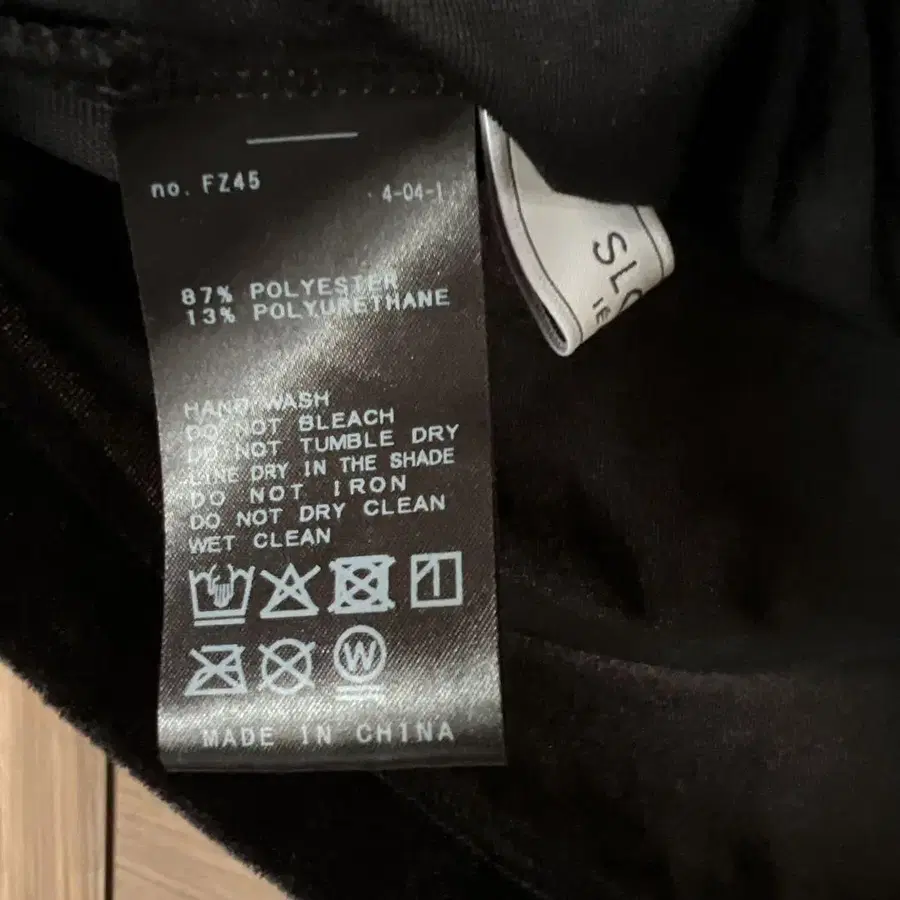 no. FZ45
4-04-1
87% POLYESTER
13% POLYURETHANE
HAND WASH
DO NOT BLEACH
DO NOT TUMBLE DRY
LINE DRY IN THE SHADE
DO NOT IRON
DO NOT DRY CLEAN
WET CLEAN
W
MADE IN CHINA